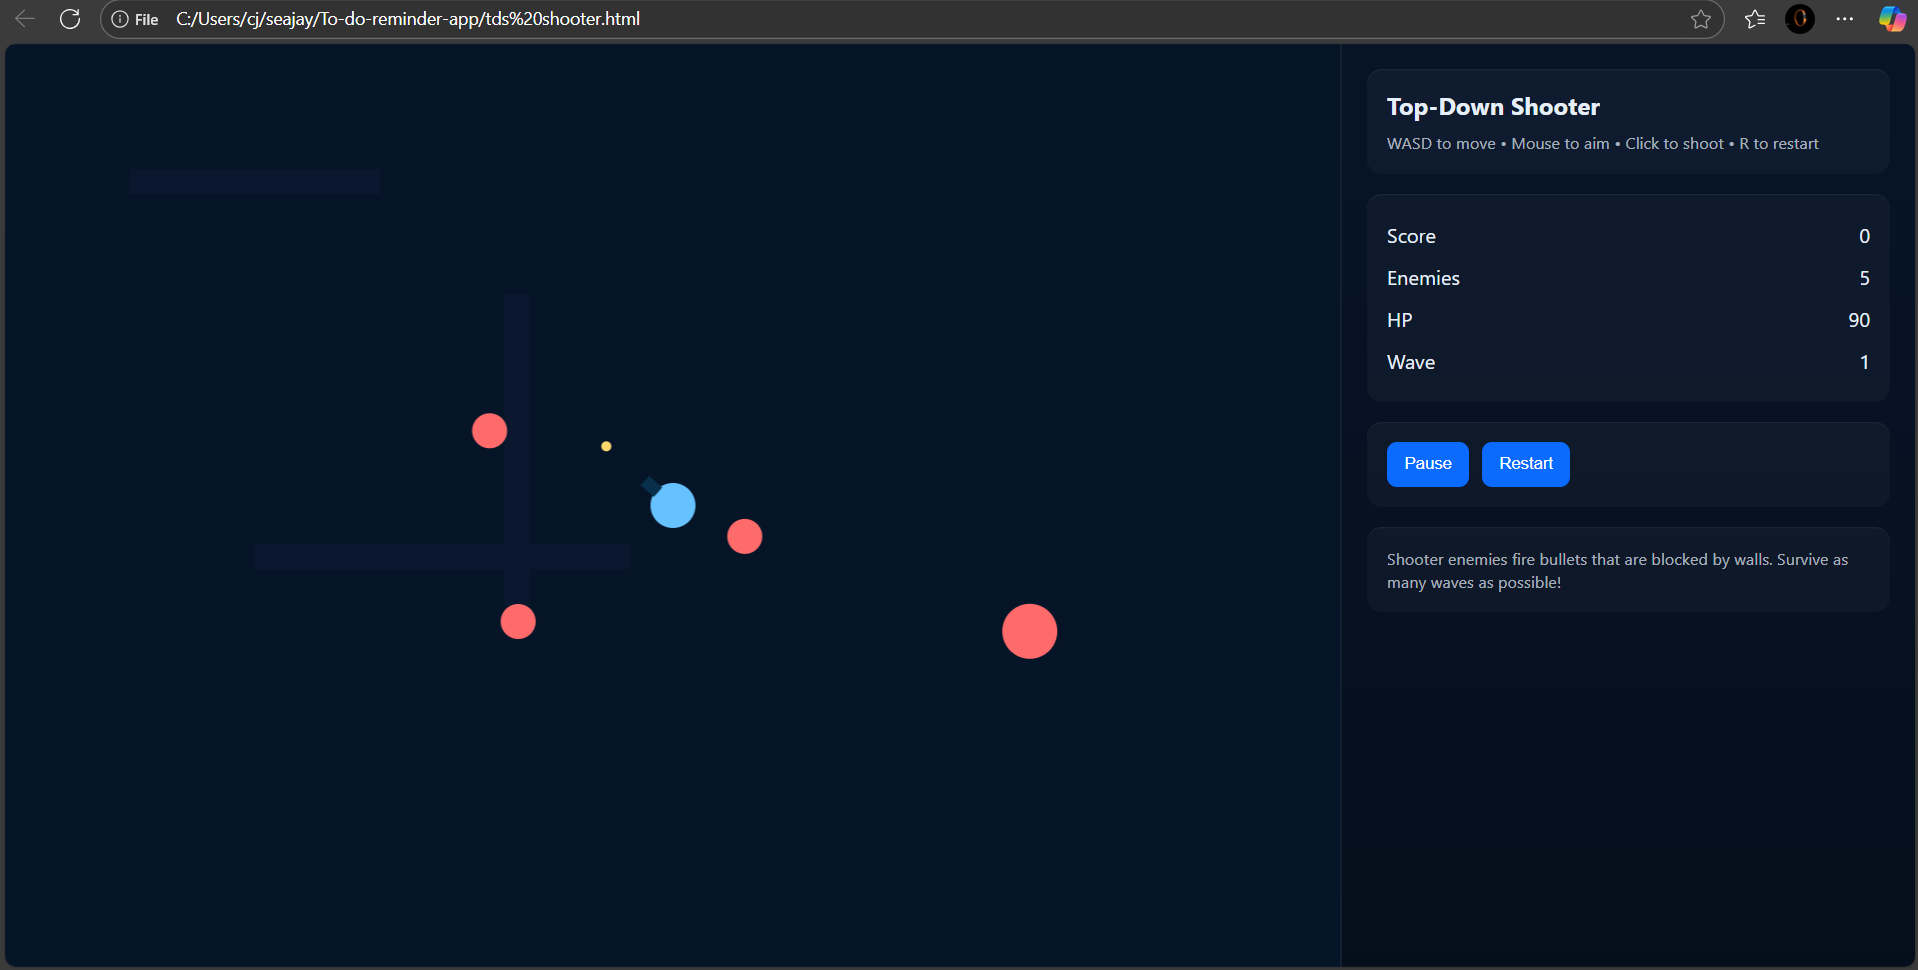 File C:/Users/cj/seajay/To-do-reminder-app/tds%20shooter.html
Top-Down Shooter
WASD to move • Mouse to aim • Click to shoot • R to restart
Score 0
Enemies 5
HP 90
Wave 1
Pause Restart
Shooter enemies fire bullets that are blocked by walls. Survive as
many waves as possible!